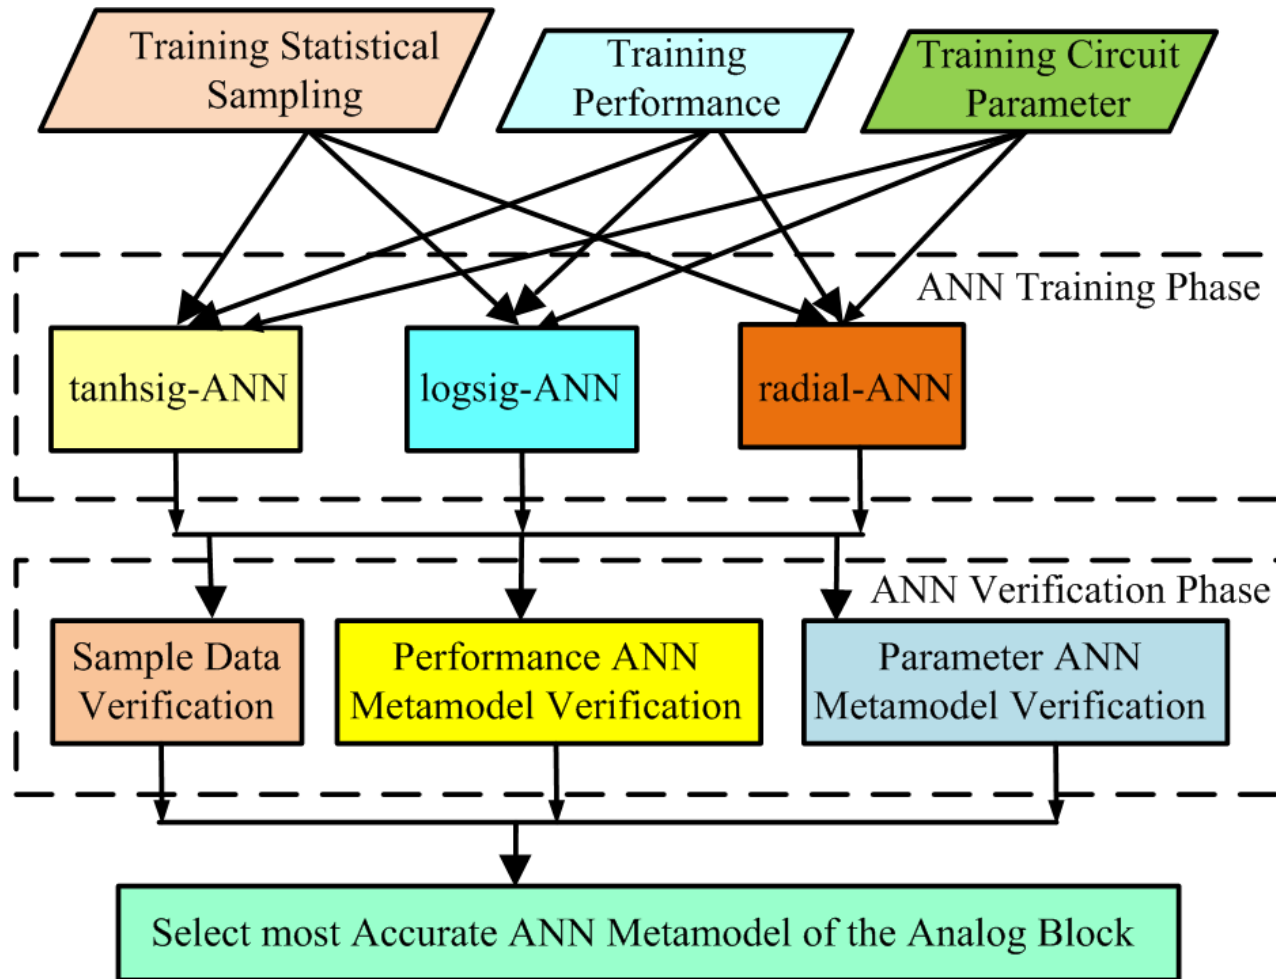 Training Statistical
Sampling
Training
Performance
Training Circuit
Parameter
ANN Training Phase
tanhsig-ANN
logsig-ANN
radial-ANN
ANN Verification Phase
Sample Data
Verification
Performance ANN
Metamodel Verification
Parameter ANN
Metamodel Verification
Select most Accurate ANN Metamodel of the Analog Block